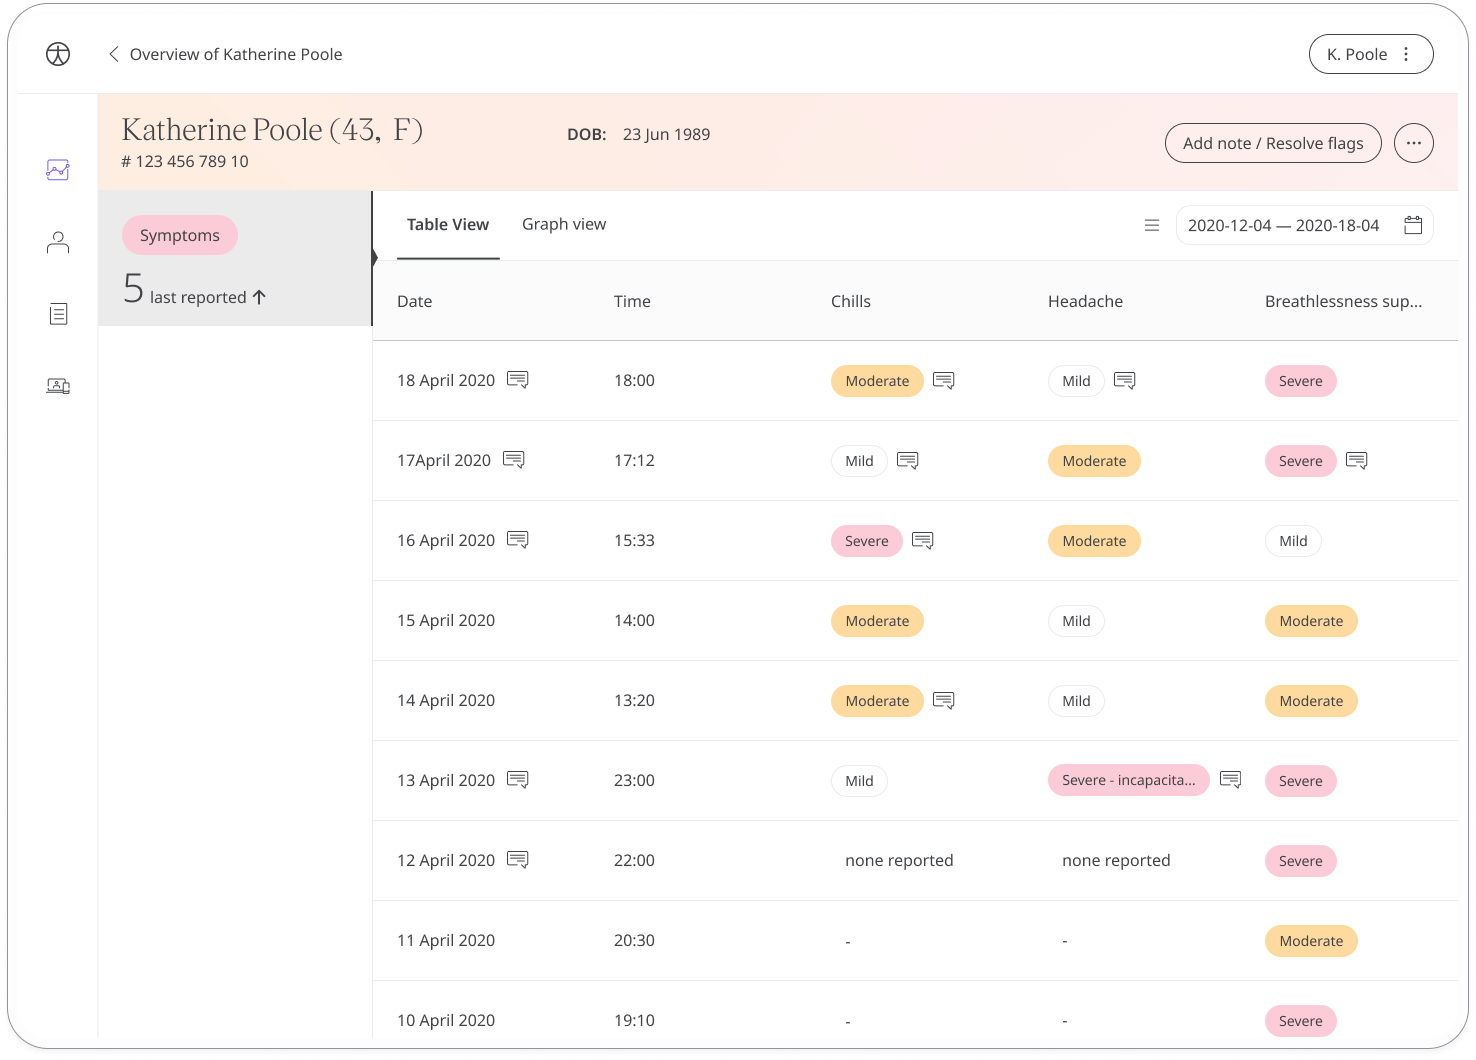 Overview of Katherine Poole
K. Poole
Katherine Poole (43, F)
DOB: 23 Jun 1989
# 123 456 789 10
Add note / Resolve flags
Symptoms
5 last reported
Table View Graph view
2020-12-04 — 2020-18-04
Date Time Chills Headache Breathlessness sup...
18 April 2020 18:00 Moderate Mild Severe
17April 2020 17:12 Mild Moderate Severe
16 April 2020 15:33 Severe Moderate Mild
15 April 2020 14:00 Moderate Mild Moderate
14 April 2020 13:20 Moderate Mild Moderate
13 April 2020 23:00 Mild Severe - incapacita... Severe
12 April 2020 22:00 none reported none reported Severe
11 April 2020 20:30 - - Moderate
10 April 2020 19:10 - - Severe